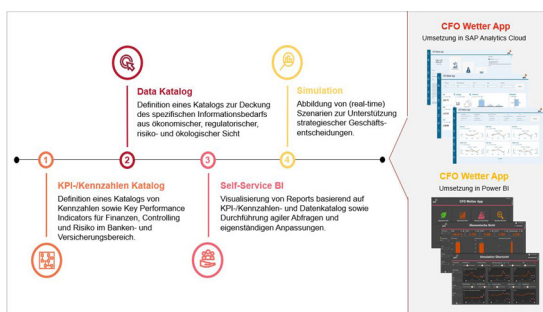 Data Katalog
Definition eines Katalogs zur Deckung
des spezifischen Informationsbedarfs
aus ökonomischer, regulatorischer,
risiko- und ökologischer Sicht
Simulation
Abbildung von (real-time)
Szenarien zur Unterstützung
strategiescher Geschäfts-
entscheidungen.
1
2
3
4
KPI-/Kennzahlen Katalog
Definition eines Katalogs von
Kennzahlen sowie Key Performance
Indicators für Finanzen, Controlling
und Risiko im Banken- und
Versicherungsbereich.
Self-Service BI
Visualisierung von Reports basierend auf
KPI-/Kennzahlen- und Datenkatalog sowie
Durchführung agiler Abfragen und
eigenständigen Anpassungen.
CFO Wetter App
Umsetzung in SAP Analytics Cloud
CFO Wetter App
Umsetzung in Power BI
CFO Wetter App